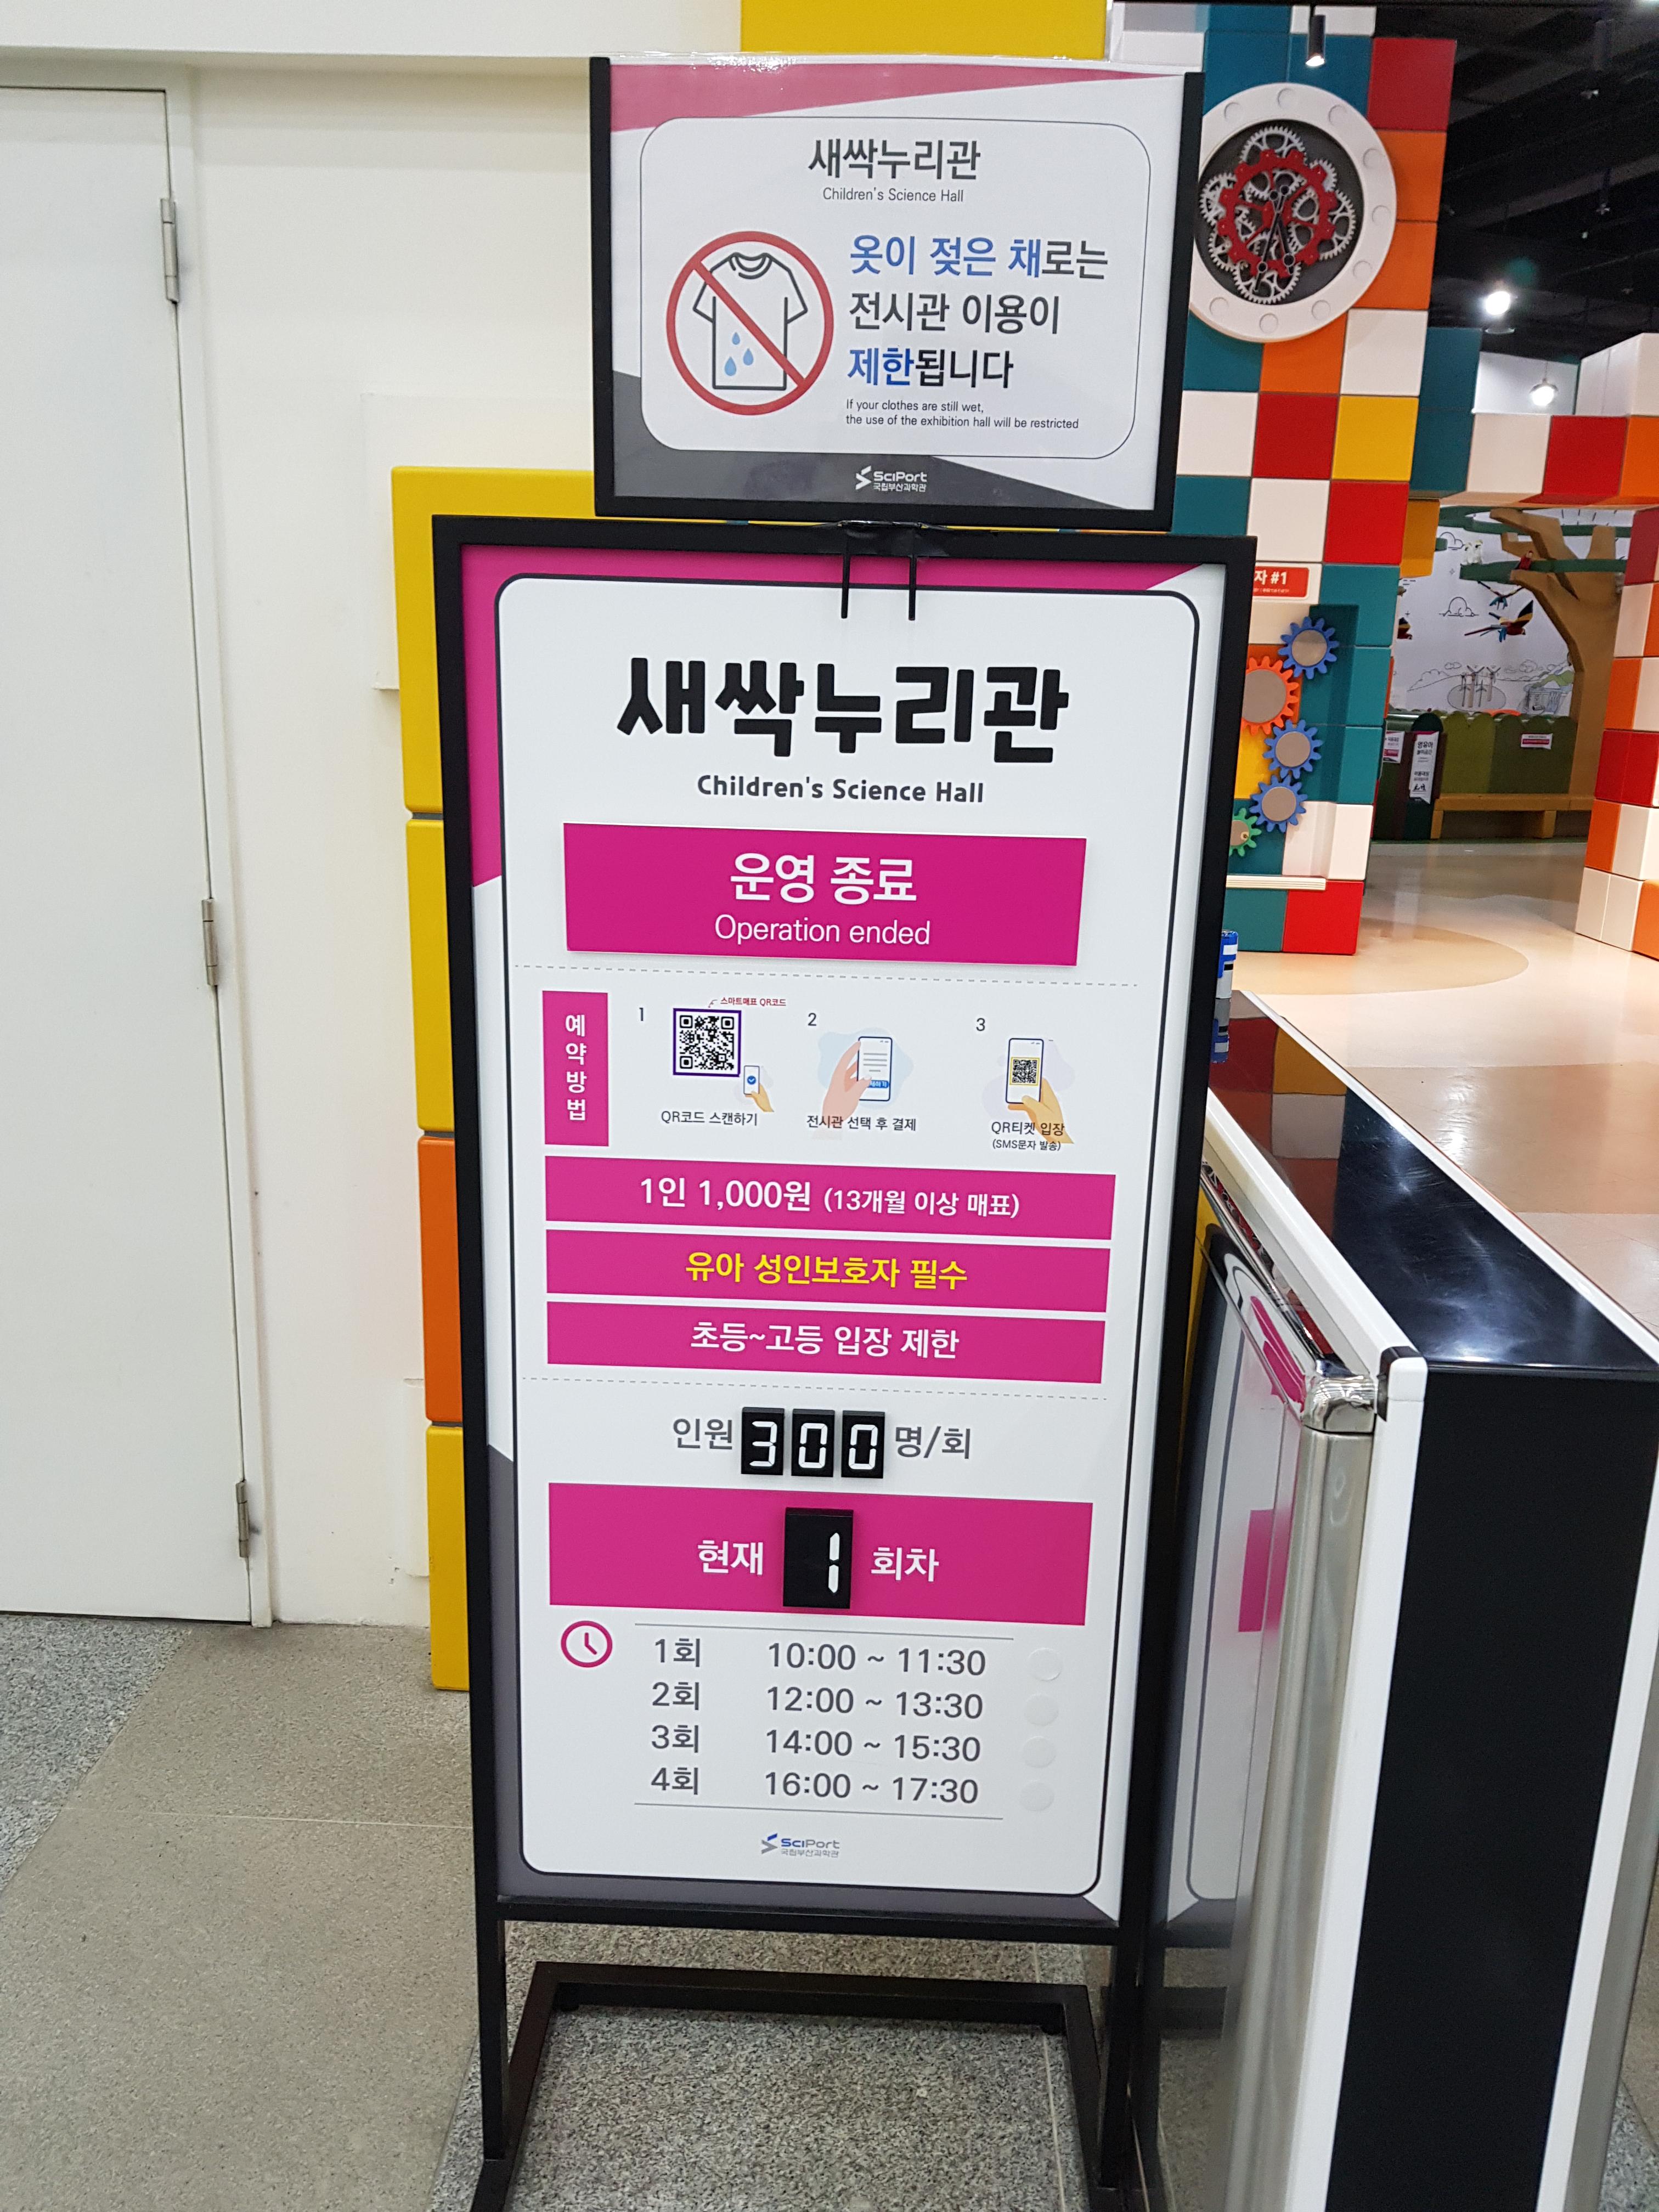 새싹누리관
Children's Science Hall
옷이 젖은 채로는
전시관 이용이
제한됩니다
If your clothes are still wet,
the use of the exhibition hall will be restricted
SciPort
국립부산과학관
새싹누리관
Children's Science Hall
운영 종료
Operation ended
예약방법
1
스마트매표 QR코드
QR코드 스캔하기
2
전시관 선택 후 결제
3
QR티켓 입장
(SMS문자 발송)
1인 1,000원 (13개월 이상 매표)
유아 성인보호자 필수
초등~고등 입장 제한
인원 300 명/회
현재 1 회차
1회 10:00 ~ 11:30
2회 12:00 ~ 13:30
3회 14:00 ~ 15:30
4회 16:00 ~ 17:30
SciPort
국립부산과학관
자 #1